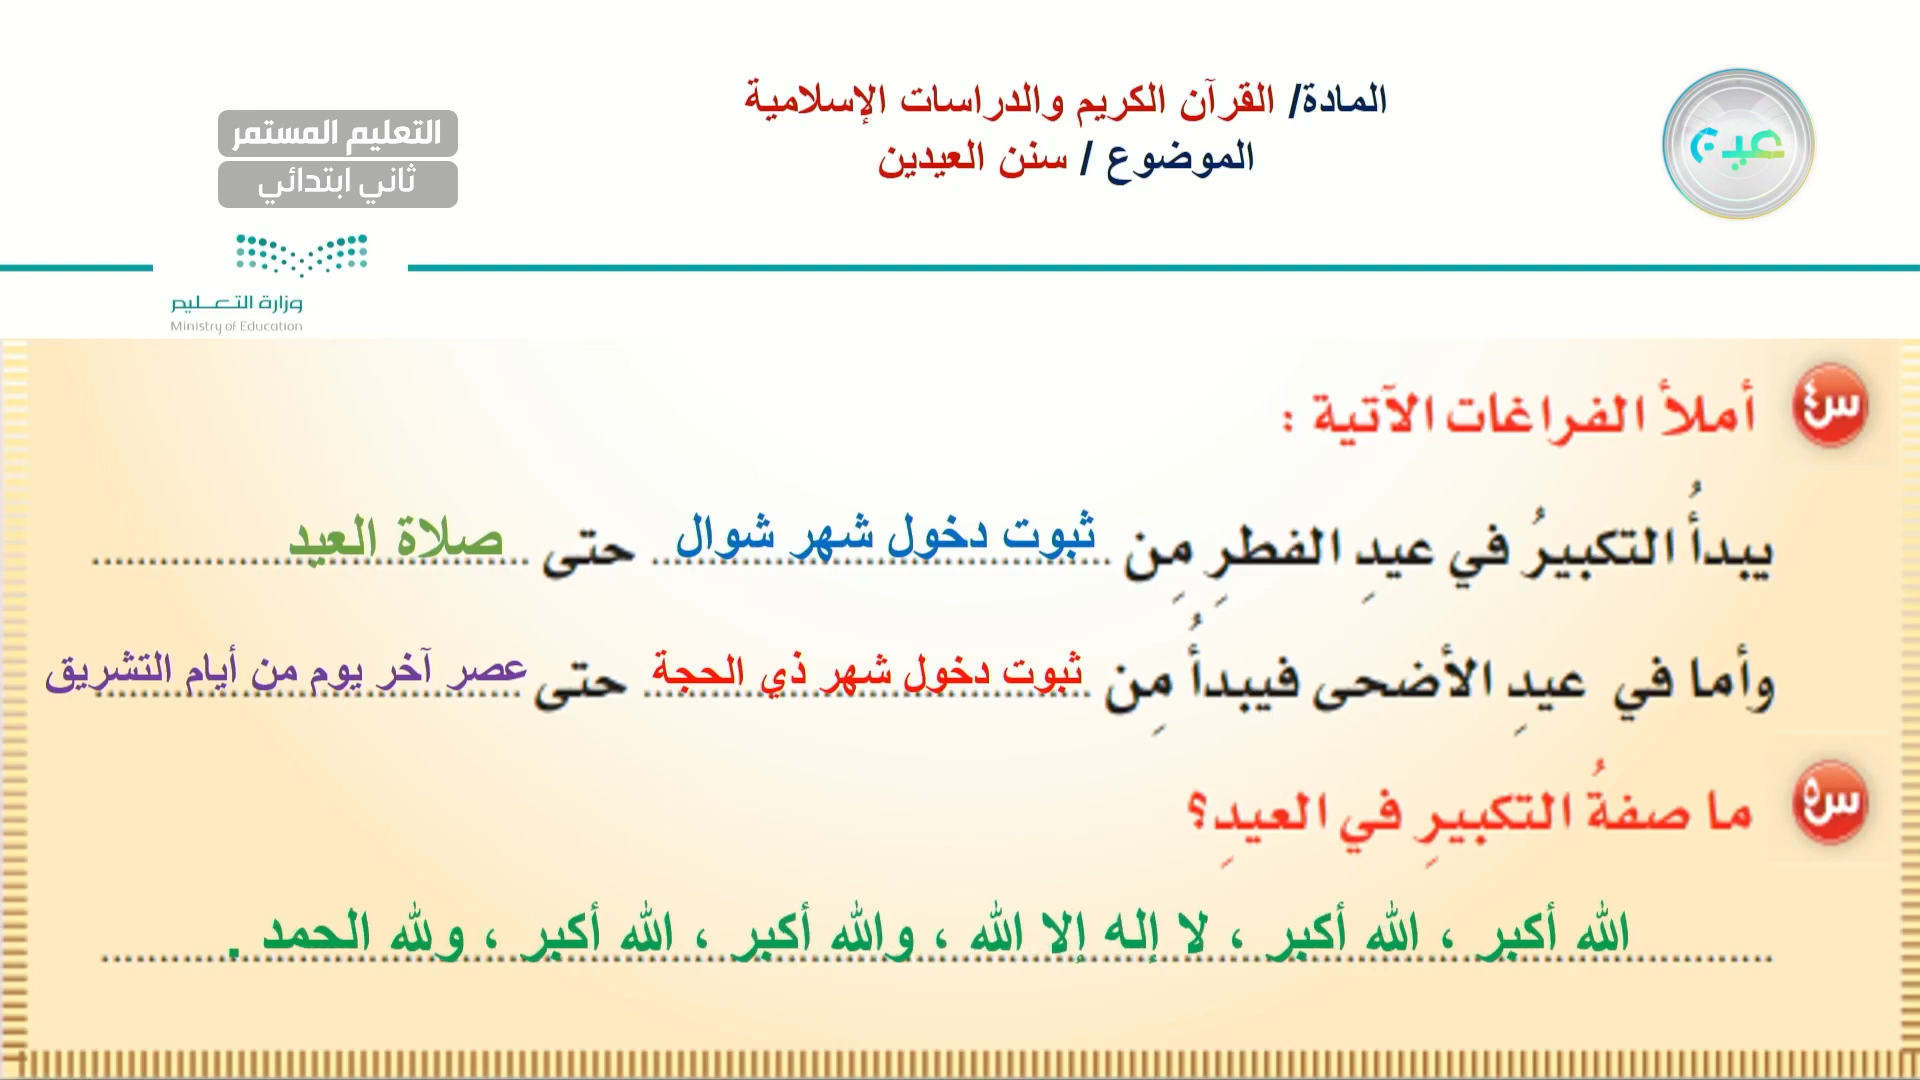 المادة/ القرآن الكريم والدراسات الإسلامية
الموضوع / سنن العيدين
عين
التعليم المستمر
ثاني ابتدائي
وزارة التعليم
Ministry of Education
س٤ أملأ الفراغات الآتية :
يبدأُ التكبيرُ في عيدِ الفطرِ مِن ثبوت دخول شهر شوال حتى صلاة العيد
وأما في عيدِ الأضحى فيبدأُ مِن ثبوت دخول شهر ذي الحجة حتى عصر آخر يوم من أيام التشريق
س٥ ما صفةُ التكبيرِ في العيدِ؟
الله أكبر ، الله أكبر ، لا إله إلا الله ، والله أكبر ، الله أكبر ، ولله الحمد .